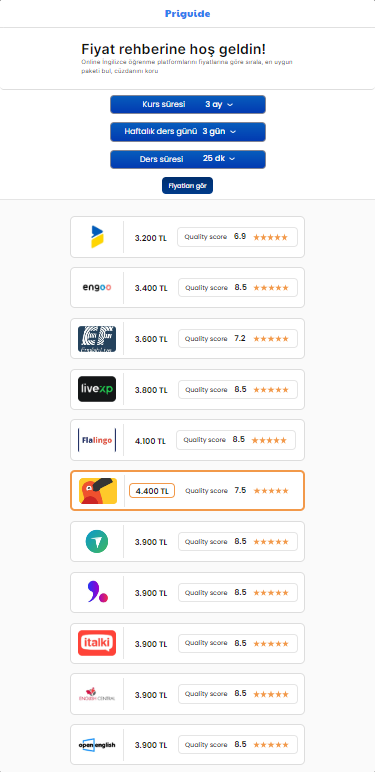 Priguide
Fiyat rehberine hoş geldin!
Online İngilizce öğrenme platformlarını fiyatlarına göre sırala, en uygun
paketi bul, cüzdanını koru
Kurs süresi 3 ay
Haftalık ders günü 3 gün
Ders süresi 25 dk
Fiyatları gör
3.200 TL Quality score 6.9
engoo 3.400 TL Quality score 8.5
3.600 TL Quality score 7.2
English Live
livexp 3.800 TL Quality score 8.5
Flalingo 4.100 TL Quality score 8.5
4.400 TL Quality score 7.5
3.900 TL Quality score 8.5
3.900 TL Quality score 8.5
italki 3.900 TL Quality score 8.5
ENGLISH CENTRAL 3.900 TL Quality score 8.5
openenglish 3.900 TL Quality score 8.5